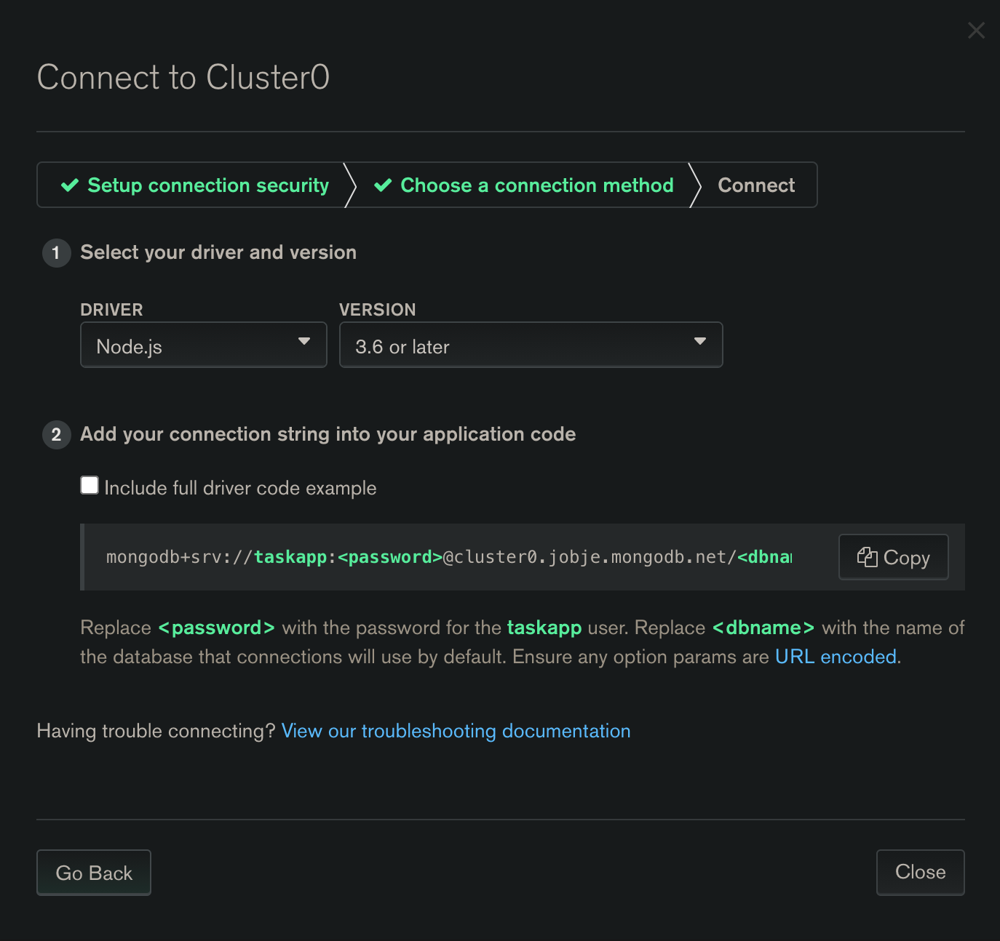 Connect to Cluster0
Setup connection security
Choose a connection method
Connect
1 Select your driver and version
DRIVER VERSION
Node.js 3.6 or later
2 Add your connection string into your application code
Include full driver code example
mongodb+srv://taskapp:<password>@cluster0.jobje.mongodb.net/<dbna
Copy
Replace <password> with the password for the taskapp user. Replace <dbname> with the name of
the database that connections will use by default. Ensure any option params are URL encoded.
Having trouble connecting? View our troubleshooting documentation
Go Back
Close